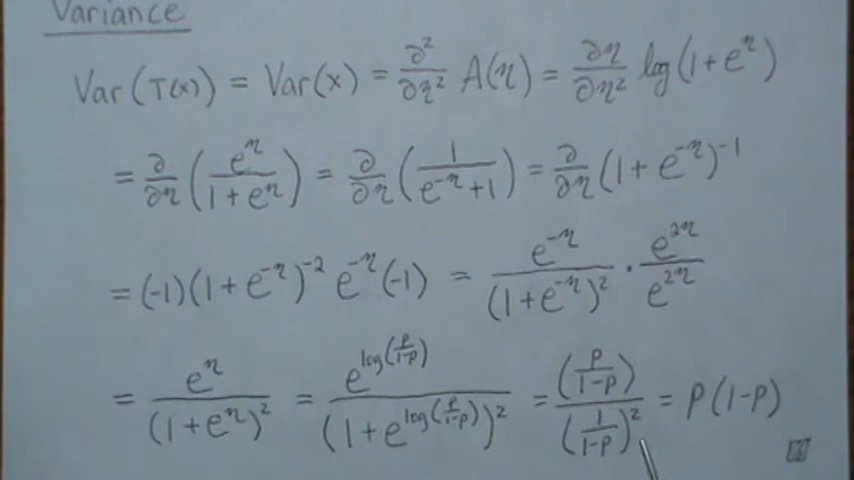 Variance
Var(T(x)) = Var(x) = ∂²/∂η² A(η) = ∂η/∂η² log(1+e^η)
= ∂/∂η (e^η/(1+e^η)) = ∂/∂η (1/(e^-η+1)) = ∂/∂η (1+e^-η)^-1
= (-1)(1+e^-η)^-2 e^-η(-1) = e^-η/(1+e^-η)² · e^2η/e^2η
= e^η/(1+e^η)² = e^log(p/(1-p))/(1+e^log(p/(1-p)))² = (p/(1-p))/(1/(1-p))² = p(1-p)